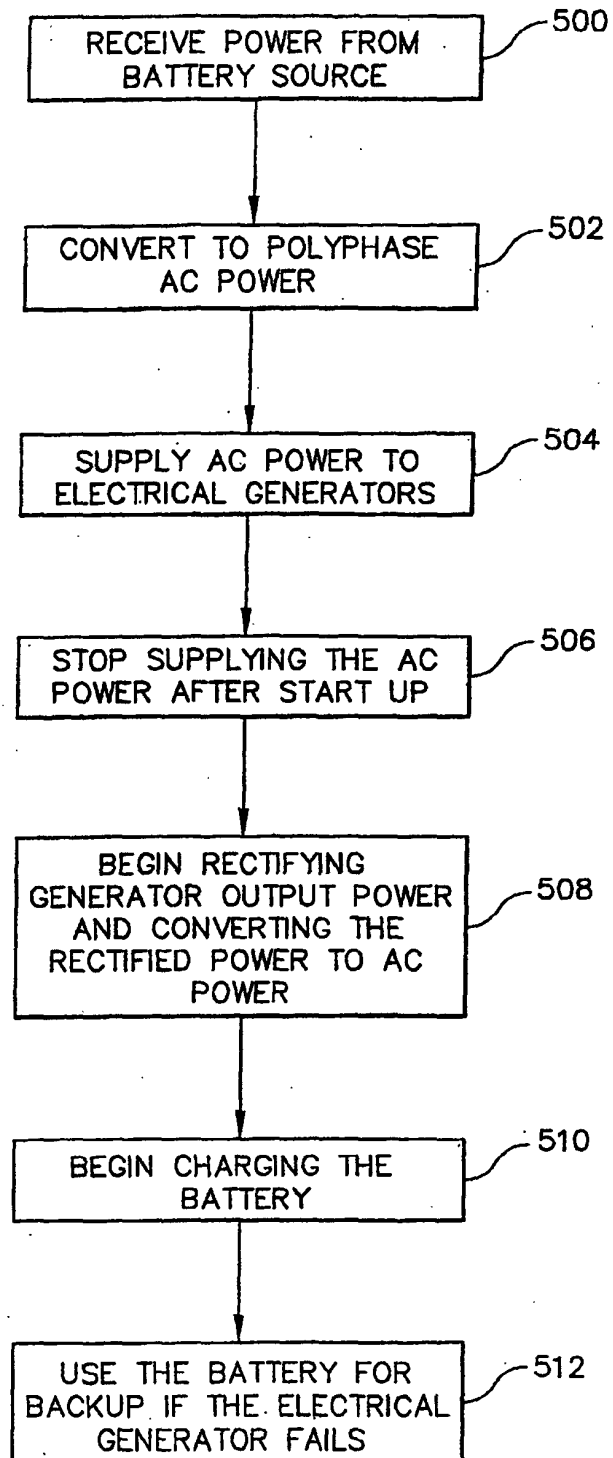 RECEIVE POWER FROM
BATTERY SOURCE
500
CONVERT TO POLYPHASE
AC POWER
502
SUPPLY AC POWER TO
ELECTRICAL GENERATORS
504
STOP SUPPLYING THE AC
POWER AFTER START UP
506
BEGIN RECTIFYING
GENERATOR OUTPUT POWER
AND CONVERTING THE
RECTIFIED POWER TO AC
POWER
508
BEGIN CHARGING THE
BATTERY
510
USE THE BATTERY FOR
BACKUP IF THE ELECTRICAL
GENERATOR FAILS
512